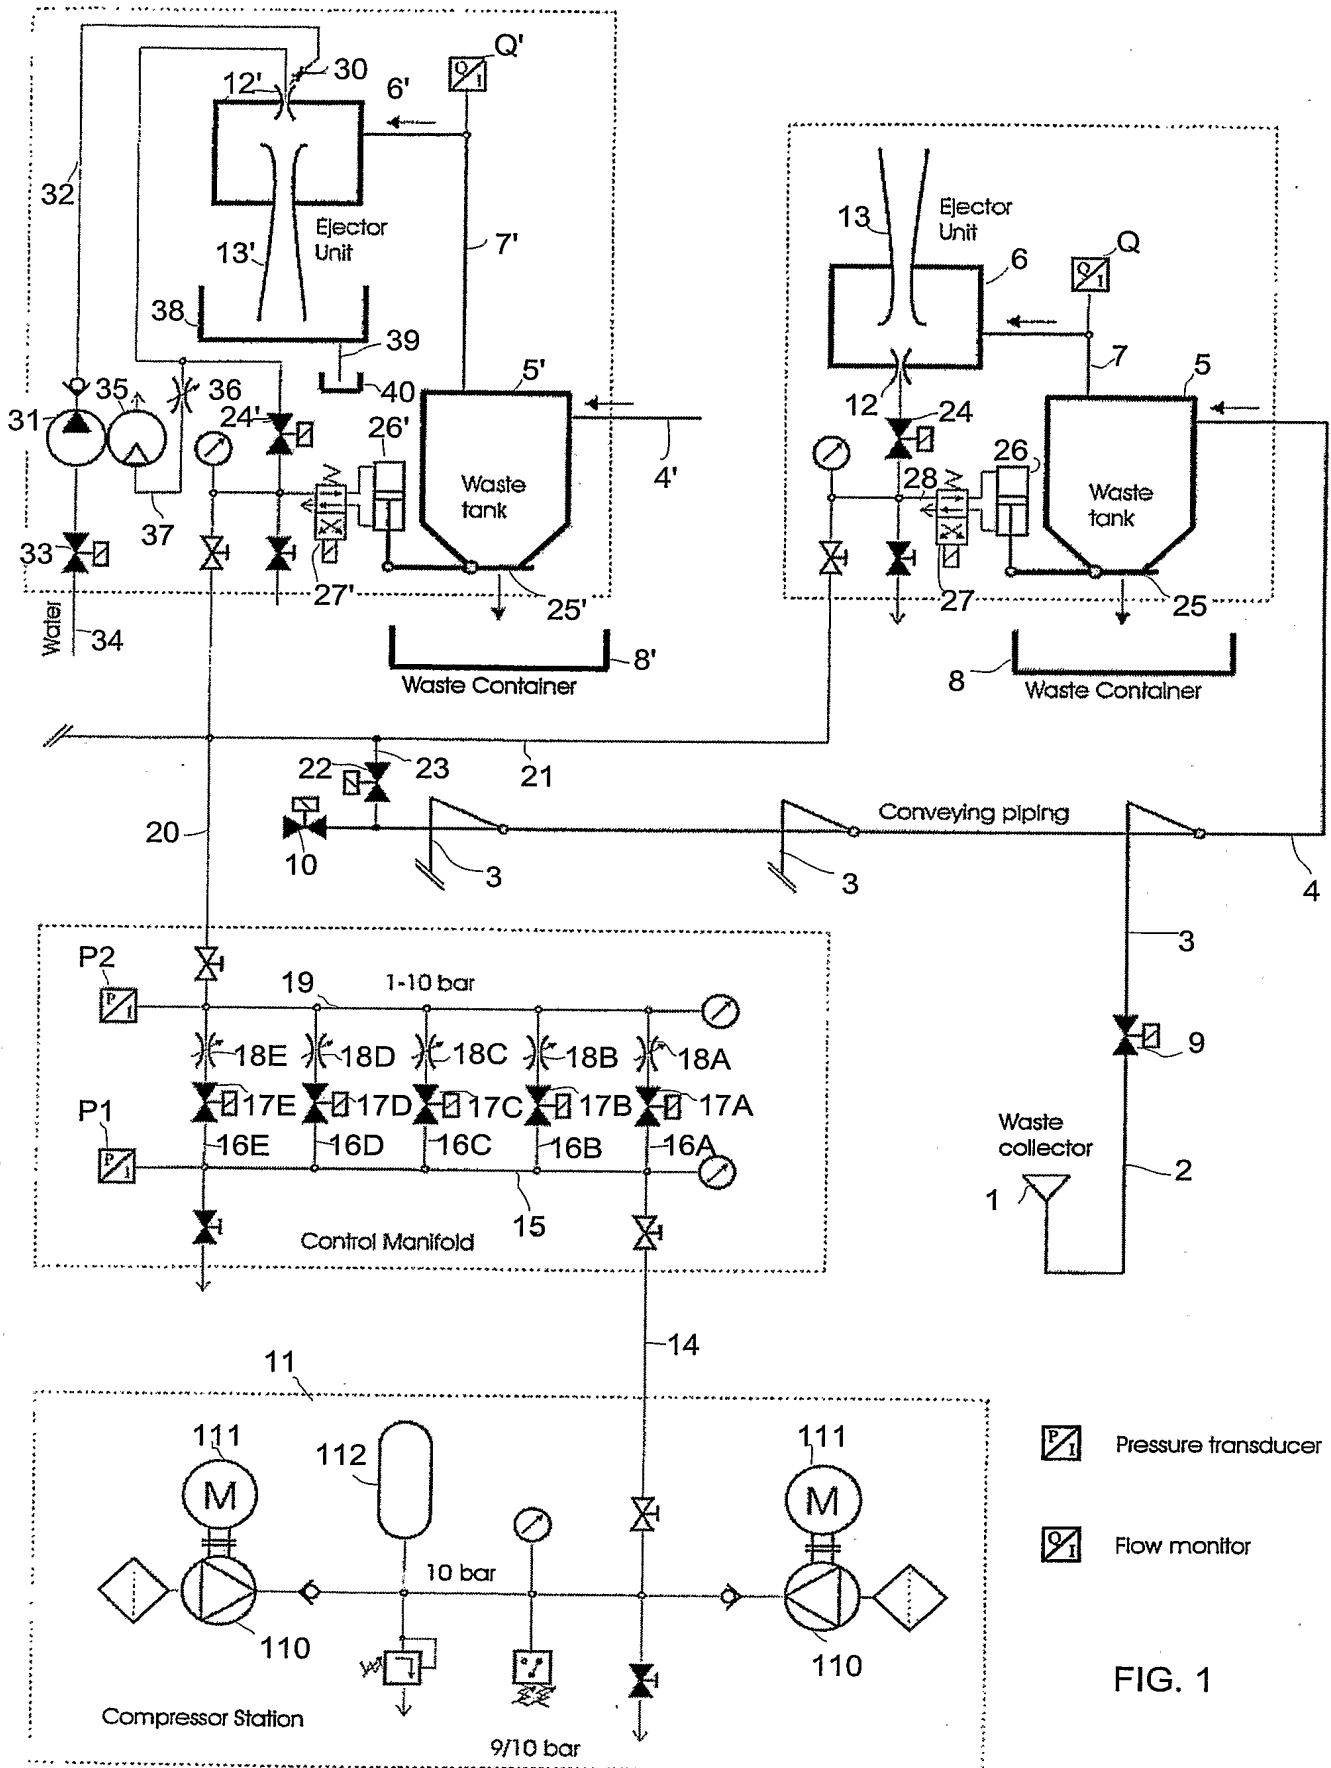 Q'
Q
I
30
12'
6'
32
Ejector
Unit
13'
7'
38
39
40
35
36
31
24'
26'
5'
4'
Waste
tank
33
37
27'
25'
Water
34
8'
Waste Container
13
Ejector
Unit
6
Q
Q
I
7
5
12
24
26
28
Waste
tank
27
25
8
Waste Container
22
23
21
20
10
3
3
Conveying piping
4
3
P2
P
I
19
1-10 bar
18E
18D
18C
18B
18A
9
17E
17D
17C
17B
17A
P1
P
I
16E
16D
16C
16B
16A
15
Control Manifold
Waste
collector
1
2
14
11
111
M
112
111
M
10 bar
110
110
Compressor Station
9/10 bar
P
I
Pressure transducer
Q
I
Flow monitor
FIG. 1